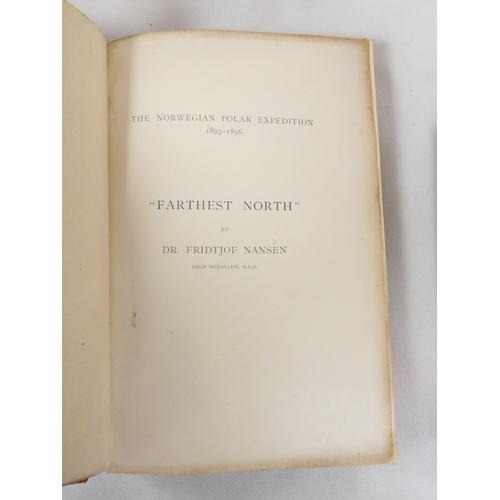 THE NORWEGIAN POLAR EXPEDITION
1893-1896.
"FARTHEST NORTH"
BY
DR. FRIDTJOF NANSEN
GOLD MEDALLIST, R.G.S.